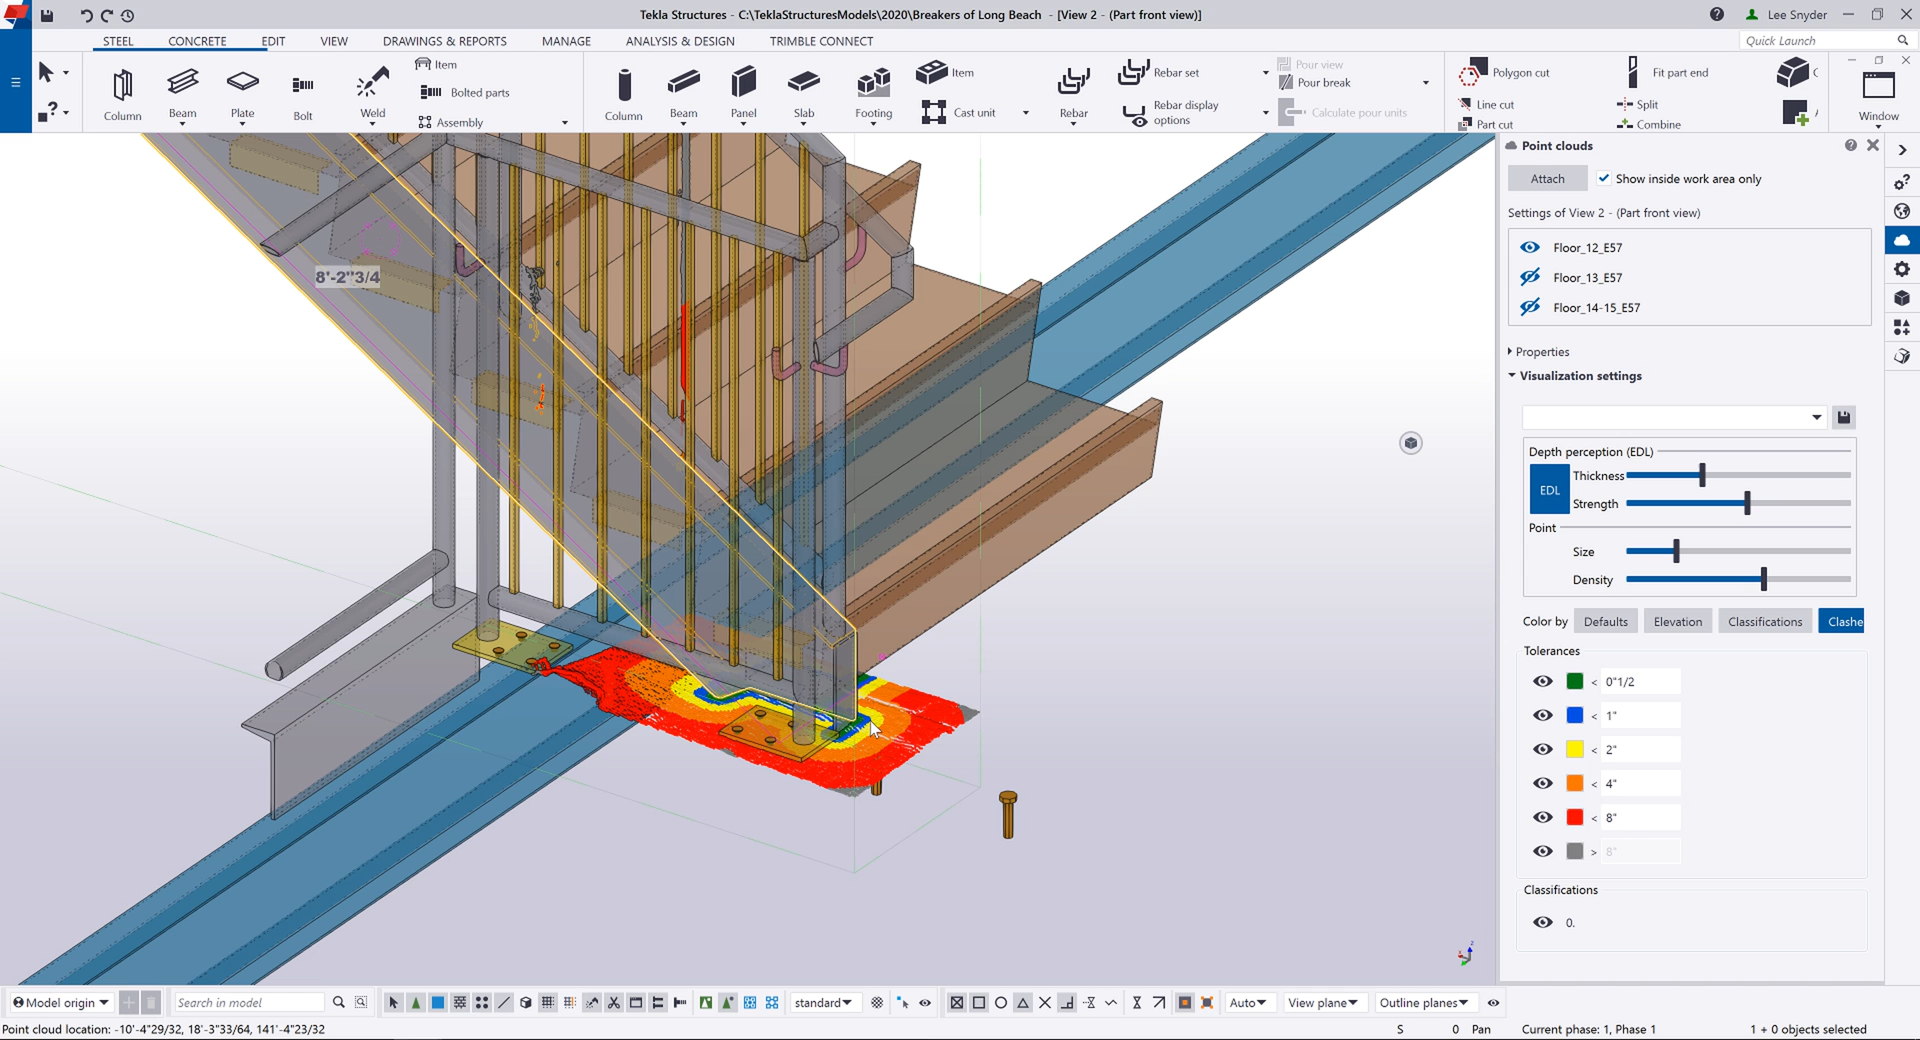 Tekla Structures - C:\TeklaStructuresModels\2020\Breakers of Long Beach - [View 2 - (Part front view)]
Lee Snyder
STEEL CONCRETE EDIT VIEW DRAWINGS & REPORTS MANAGE ANALYSIS & DESIGN TRIMBLE CONNECT
Quick Launch
Column
Beam
Plate
Bolt
Weld
Item
Bolted parts
Assembly
Column
Beam
Panel
Slab
Footing
Item
Cast unit
Rebar
Rebar set
Rebar display
options
Pour view
Pour break
Calculate pour units
Polygon cut
Line cut
Part cut
Fit part end
Split
Combine
Window
8'-2"3/4
Point clouds
Attach
Show inside work area only
Settings of View 2 - (Part front view)
Floor_12_E57
Floor_13_E57
Floor_14-15_E57
Properties
Visualization settings
Depth perception (EDL)
EDL
Thickness
Strength
Point
Size
Density
Color by Defaults Elevation Classifications Clashe
Tolerances
< 0"1/2
< 1"
< 2"
< 4"
< 8"
> 8"
Classifications
0.
Model origin
Search in model
standard
Auto
View plane
Outline planes
Point cloud location: -10'-4"29/32, 18'-3"33/64, 141'-4"23/32
S 0 Pan Current phase: 1, Phase 1 1 + 0 objects selected